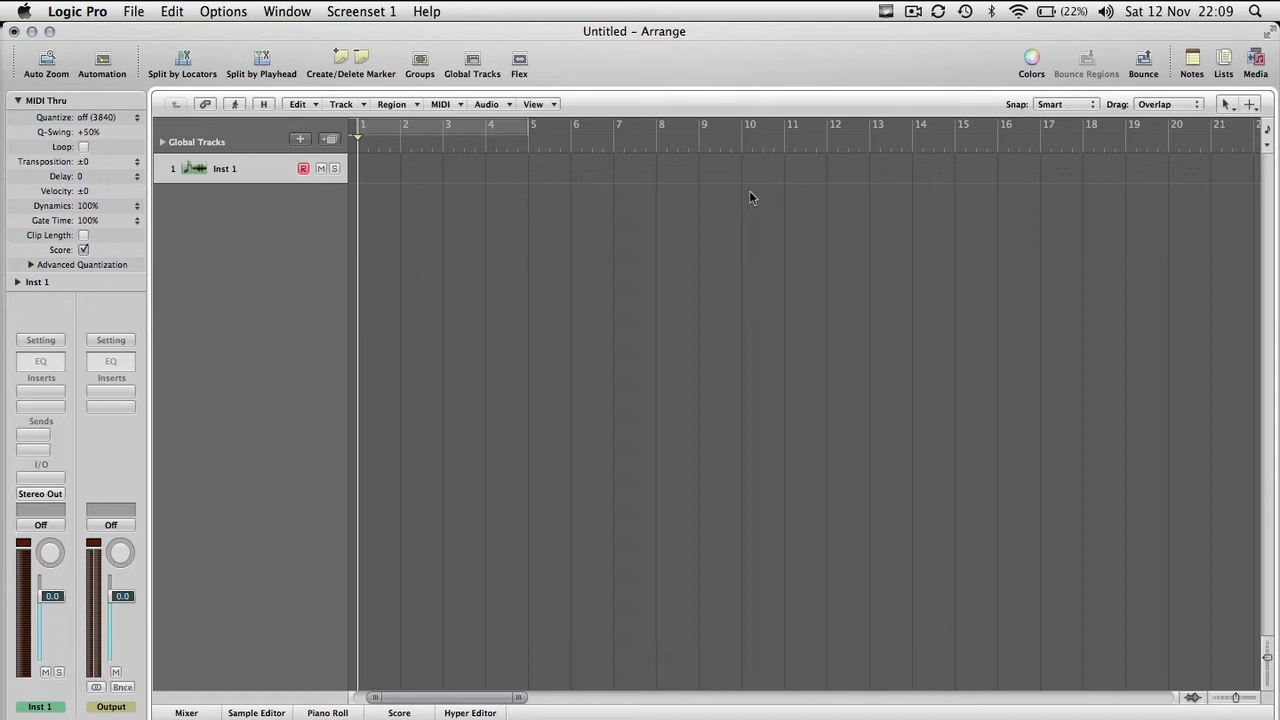 Logic Pro File Edit Options Window Screenset 1 Help (22%) Sat 12 Nov 22:09
Untitled - Arrange
Auto Zoom Automation Split by Locators Split by Playhead Create/Delete Marker Groups Global Tracks Flex Colors Bounce Regions Bounce Notes Lists Media
MIDI Thru
H Edit Track Region MIDI Audio View Snap: Smart Drag: Overlap
Quantize: off (3840)
1 2 3 4 5 6 7 8 9 10 11 12 13 14 15 16 17 18 19 20 21
Q-Swing: +50%
Global Tracks
Loop:
Transposition: ±0
1 Inst 1 R M S
Delay: 0
Velocity: ±0
Dynamics: 100%
Gate Time: 100%
Clip Length:
Score:
Advanced Quantization
Inst 1
Setting Setting
EQ EQ
Inserts Inserts
Sends
I/O
Stereo Out
Off Off
0.0 0.0
M S M
Bnce
Inst 1 Output
Mixer Sample Editor Piano Roll Score Hyper Editor